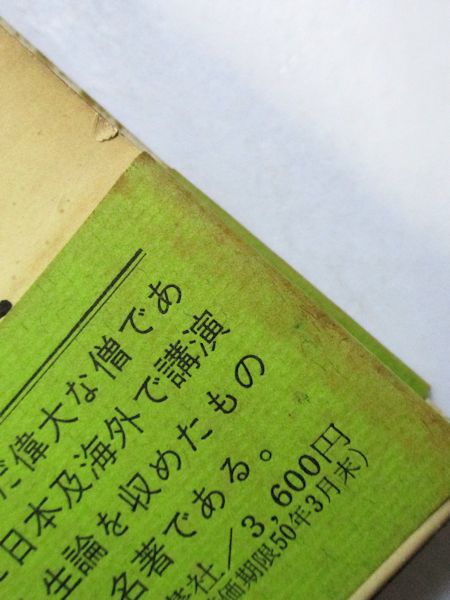 だ偉大な僧であ
日本及海外で講演
生論を収めたもの
名著である。
社/3,600円
価期限50年3月末)